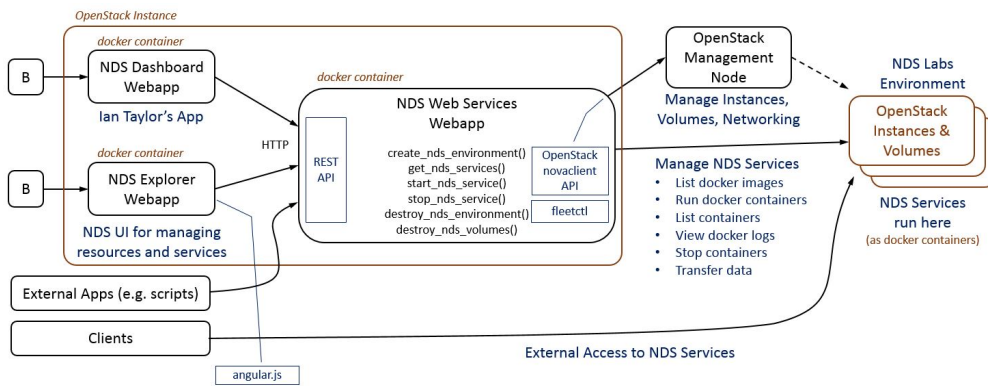 OpenStack Instance
docker container
B
NDS Dashboard
Webapp
Ian Taylor's App
docker container
B
NDS Explorer
Webapp
NDS UI for managing
resources and services
External Apps (e.g. scripts)
Clients
angular.js
HTTP
docker container
NDS Web Services
Webapp
REST
API
create_nds_environment()
get_nds_services()
start_nds_service()
stop_nds_service()
destroy_nds_environment()
destroy_nds_volumes()
OpenStack
novaclient
API
fleetctl
OpenStack
Management
Node
Manage Instances,
Volumes, Networking
Manage NDS Services
• List docker images
• Run docker containers
• List containers
• View docker logs
• Stop containers
• Transfer data
External Access to NDS Services
NDS Labs
Environment
OpenStack
Instances &
Volumes
NDS Services
run here
(as docker containers)